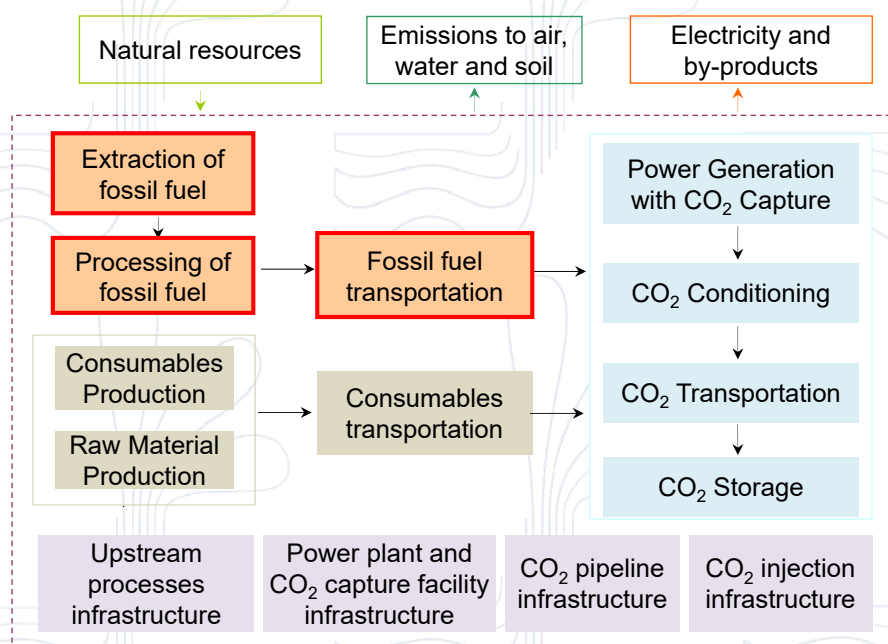 Natural resources
Emissions to air,
water and soil
Electricity and
by-products
Extraction of
fossil fuel
Processing of
fossil fuel
Fossil fuel
transportation
Power Generation
with CO₂ Capture
CO₂ Conditioning
CO₂ Transportation
CO₂ Storage
Consumables
Production
Raw Material
Production
Consumables
transportation
Upstream
processes
infrastructure
Power plant and
CO₂ capture facility
infrastructure
CO₂ pipeline
infrastructure
CO₂ injection
infrastructure